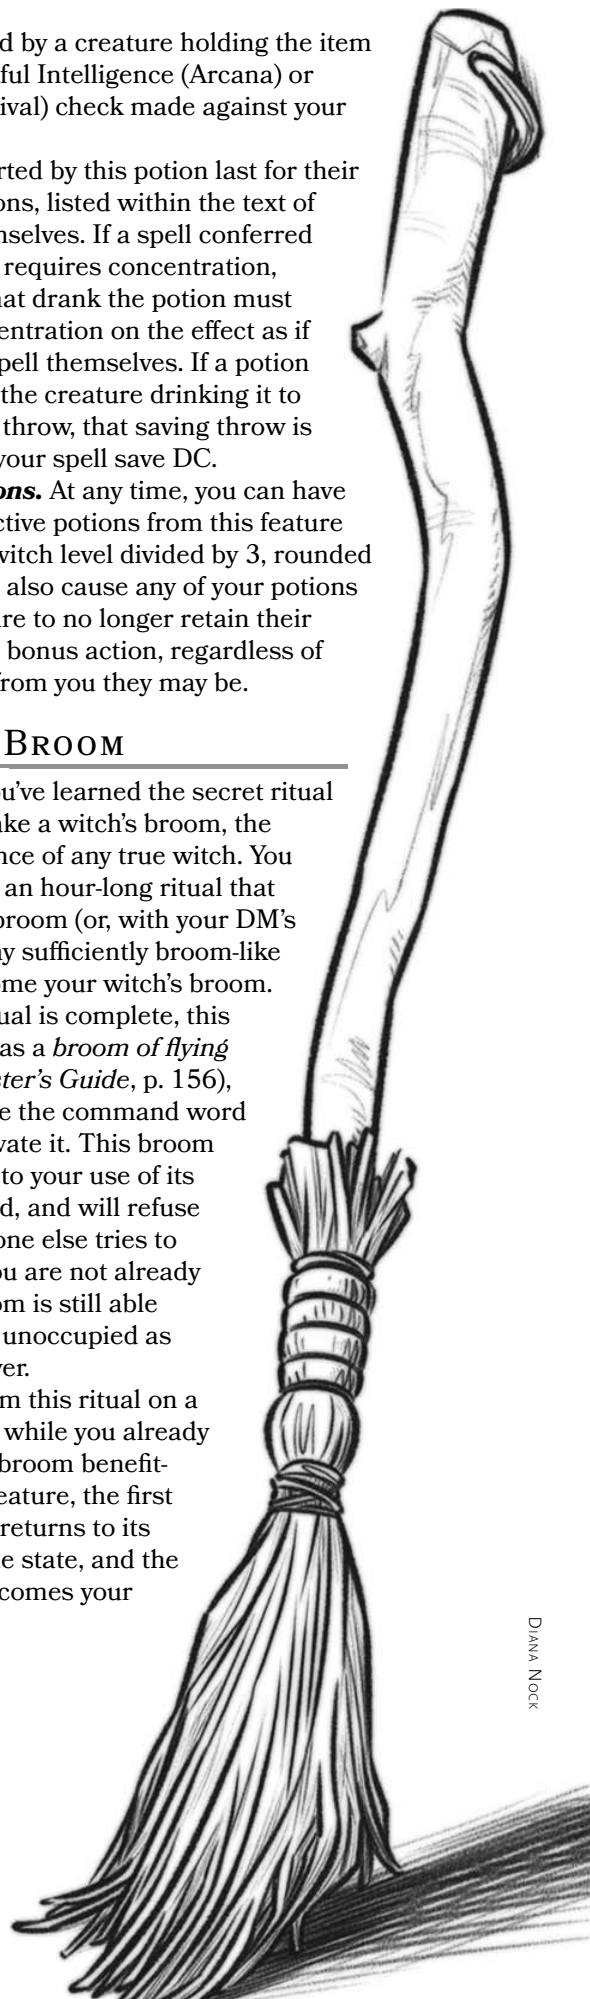 d by a creature holding the item
ful Intelligence (Arcana) or
ival) check made against your
rted by this potion last for their
ons, listed within the text of
nselves. If a spell conferred
requires concentration,
hat drank the potion must
entration on the effect as if
pell themselves. If a potion
the creature drinking it to
throw, that saving throw is
your spell save DC.
ons. At any time, you can have
ctive potions from this feature
witch level divided by 3, rounded
also cause any of your potions
re to no longer retain their
bonus action, regardless of
from you they may be.
BROOM
u've learned the secret ritual
ake a witch's broom, the
nce of any true witch. You
an hour-long ritual that
broom (or, with your DM's
y sufficiently broom-like
ome your witch's broom.
ual is complete, this
as a broom of flying
ter's Guide, p. 156),
e the command word
vate it. This broom
to your use of its
d, and will refuse
one else tries to
ou are not already
om is still able
unoccupied as
ver.
m this ritual on a
while you already
broom benefit-
eature, the first
returns to its
e state, and the
comes your
DIANA NOCK